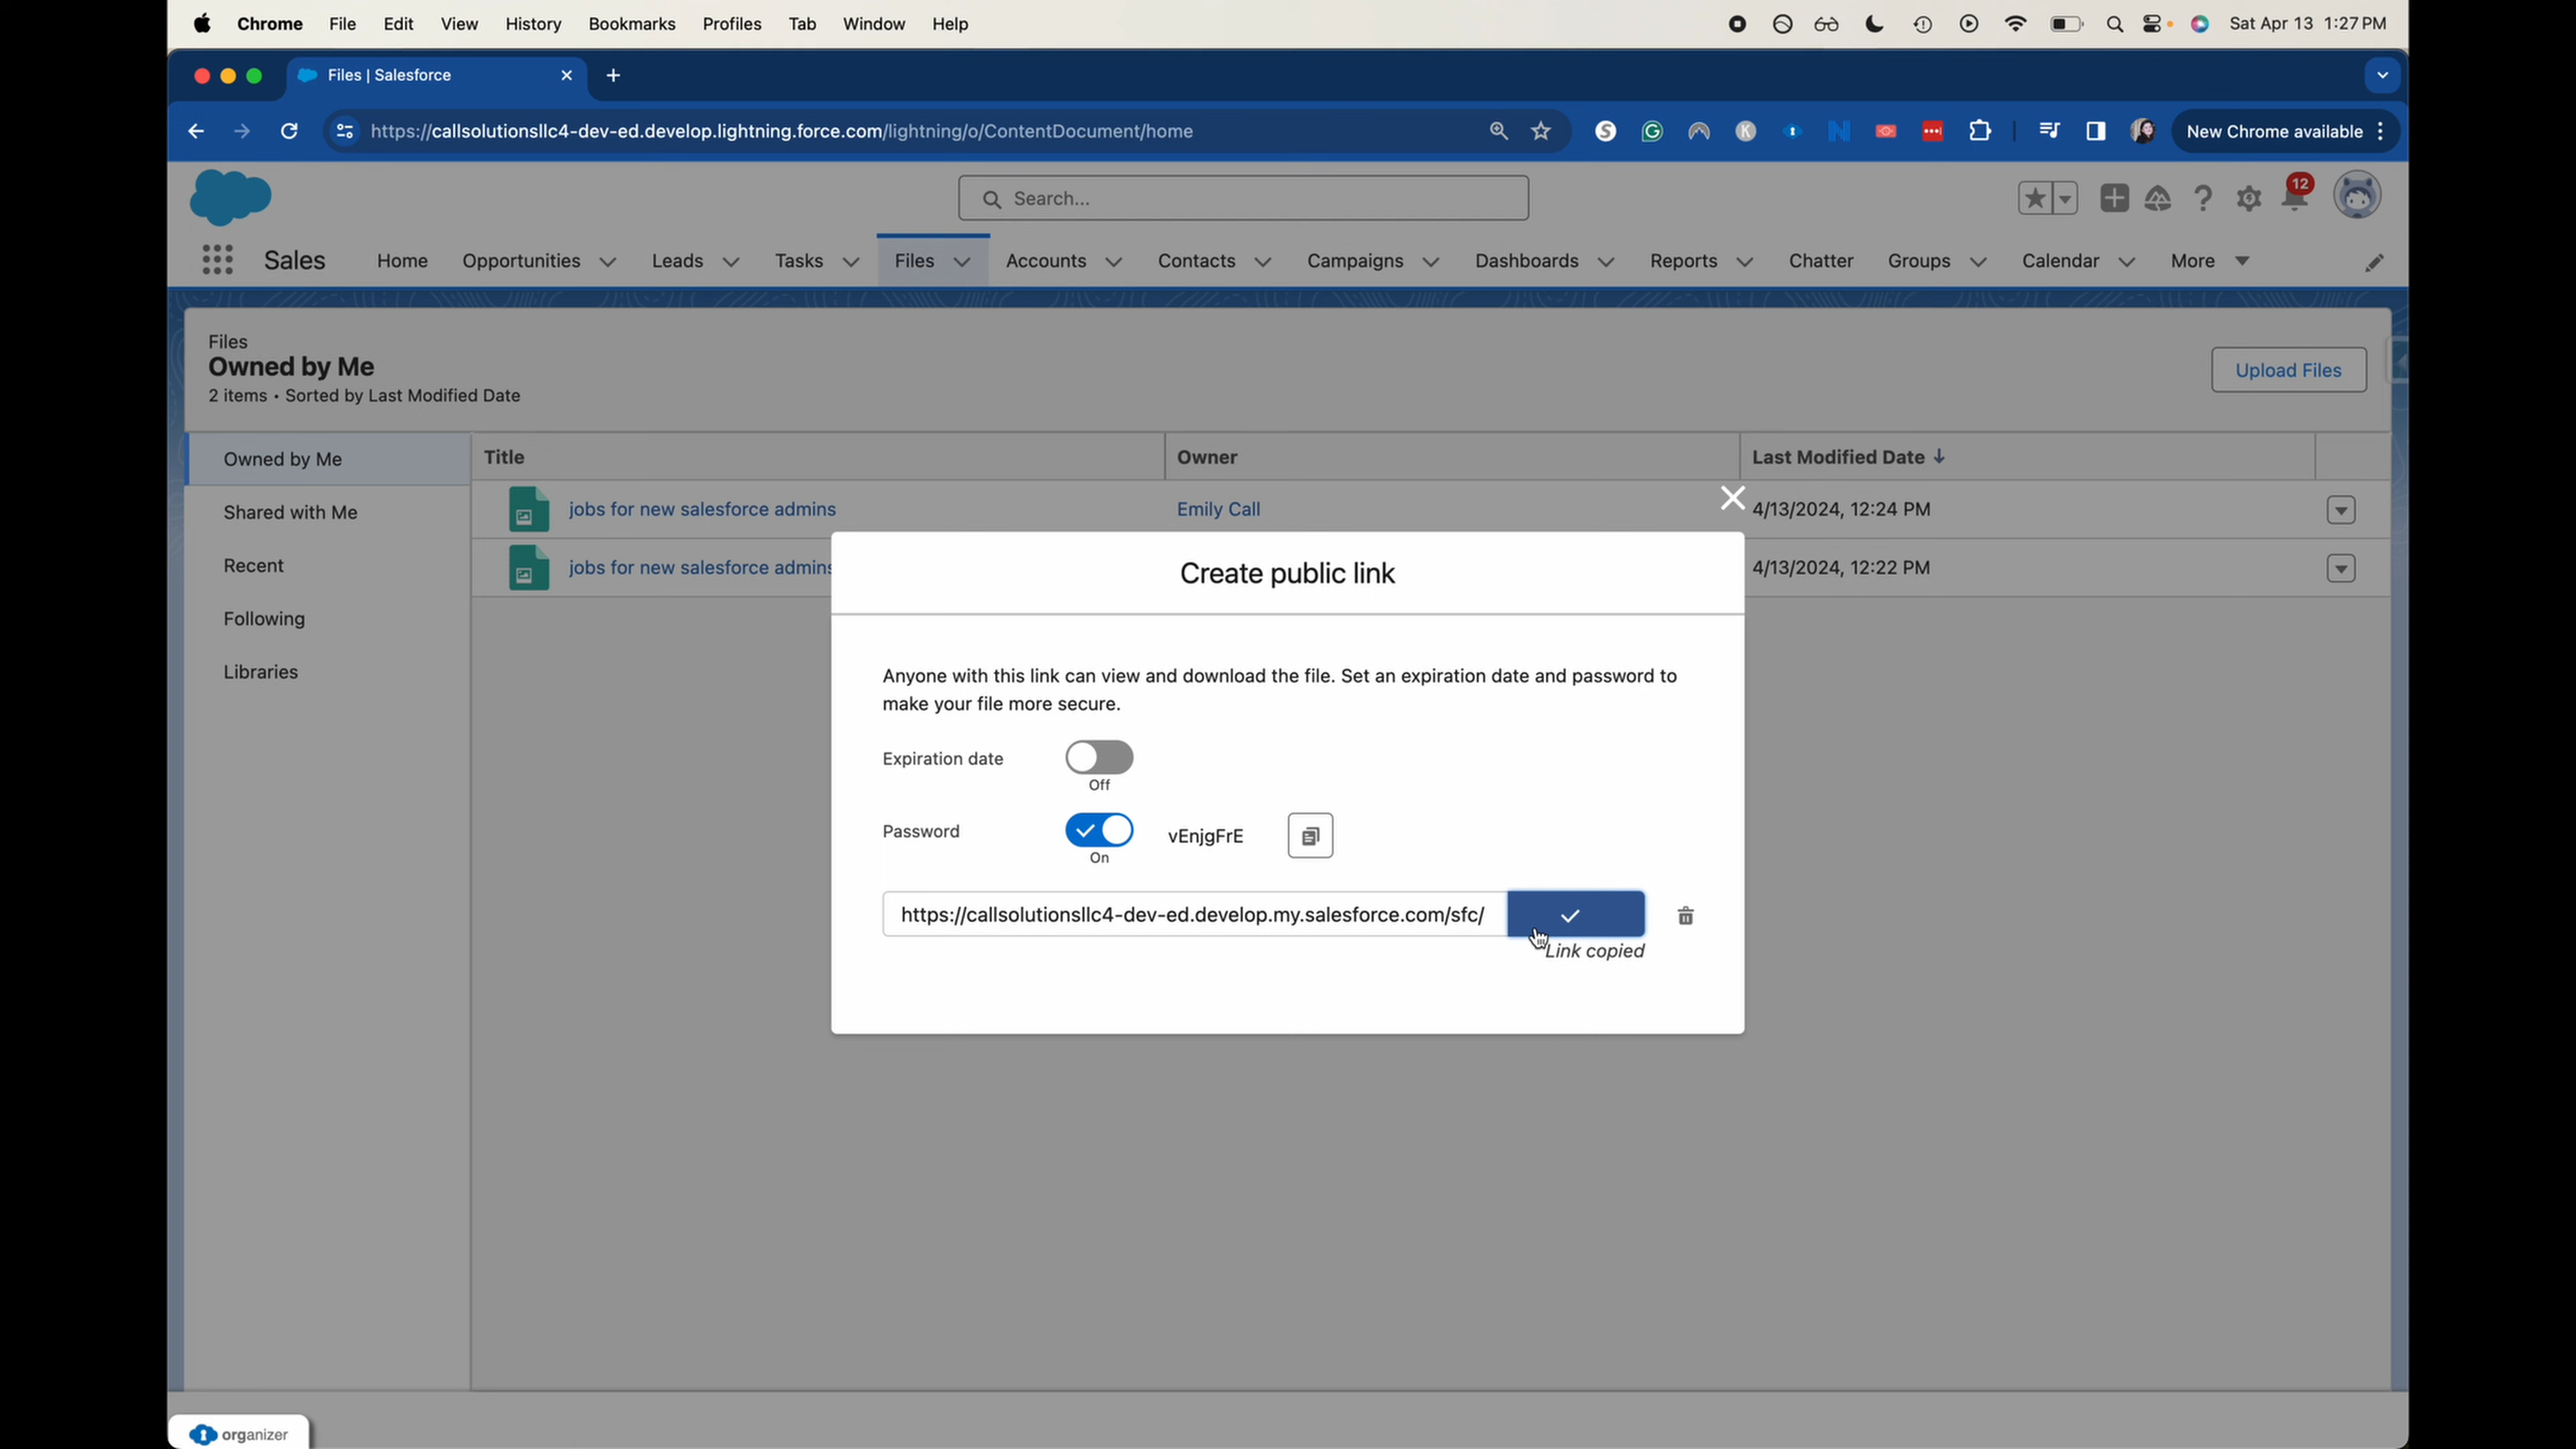 Chrome File Edit View History Bookmarks Profiles Tab Window Help Sat Apr 13 1:27 PM
Files | Salesforce
https://callsolutionsllc4-dev-ed.develop.lightning.force.com/lightning/o/ContentDocument/home New Chrome available
Search... 12
Sales Home Opportunities Leads Tasks Files Accounts Contacts Campaigns Dashboards Reports Chatter Groups Calendar More
Files
Owned by Me
2 items • Sorted by Last Modified Date
Upload Files
Owned by Me
Shared with Me
Recent
Following
Libraries
Title Owner Last Modified Date
jobs for new salesforce admins Emily Call 4/13/2024, 12:24 PM
jobs for new salesforce admins 4/13/2024, 12:22 PM
Create public link
Anyone with this link can view and download the file. Set an expiration date and password to
make your file more secure.
Expiration date
Off
Password vEnjgFrE
On
https://callsolutionsllc4-dev-ed.develop.my.salesforce.com/sfc/
Link copied
organizer